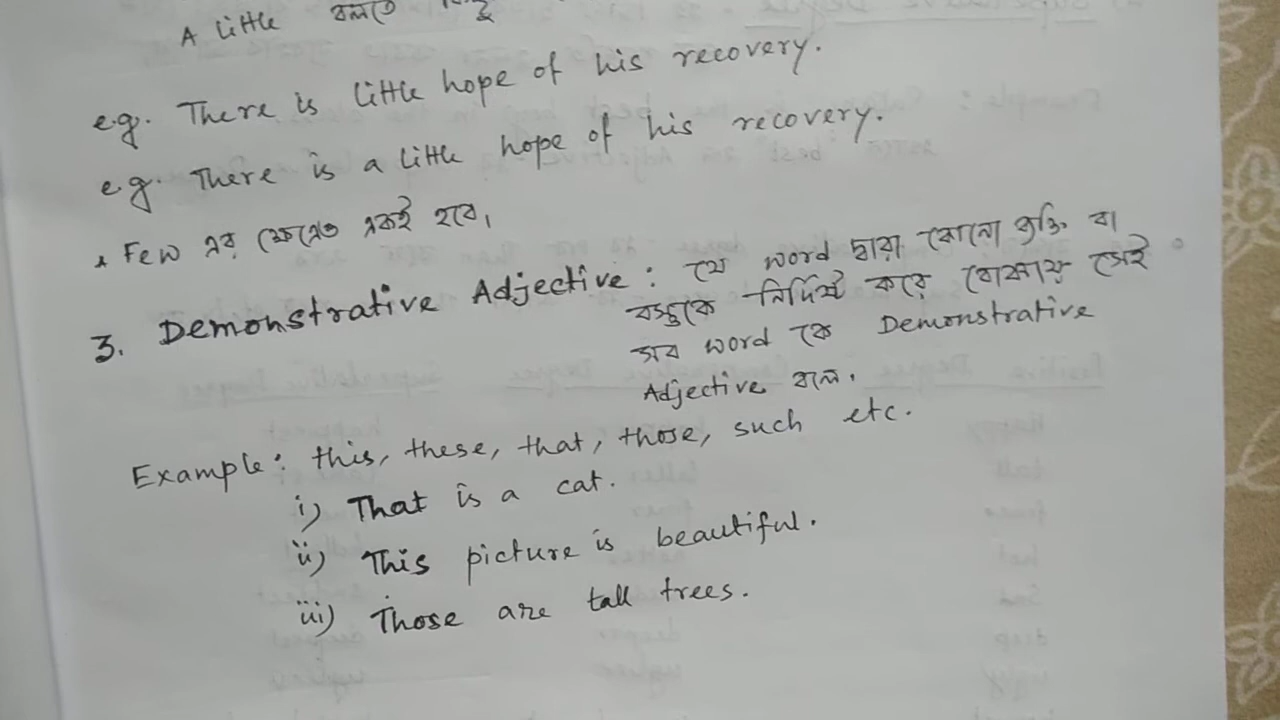 A little বলতে কিছু
e.g. There is little hope of his recovery.
e.g. There is a little hope of his recovery.
* Few এর ক্ষেত্রেও একই হবে।
3. Demonstrative Adjective : যে word দ্বারা কোনো ব্যক্তি বা
বস্তুকে নির্দিষ্ট করে বোঝায় সেই
সব word কে Demonstrative
Adjective বলে.
Example: this, these, that, those, such etc.
i) That is a cat.
ii) This picture is beautiful.
iii) Those are tall trees.